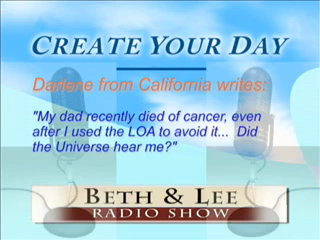 CREATE YOUR DAY
Darlene from California writes:
"My dad recently died of cancer, even
after I used the LOA to avoid it... Did
the Universe hear me?"
BETH & LEE
RADIO SHOW